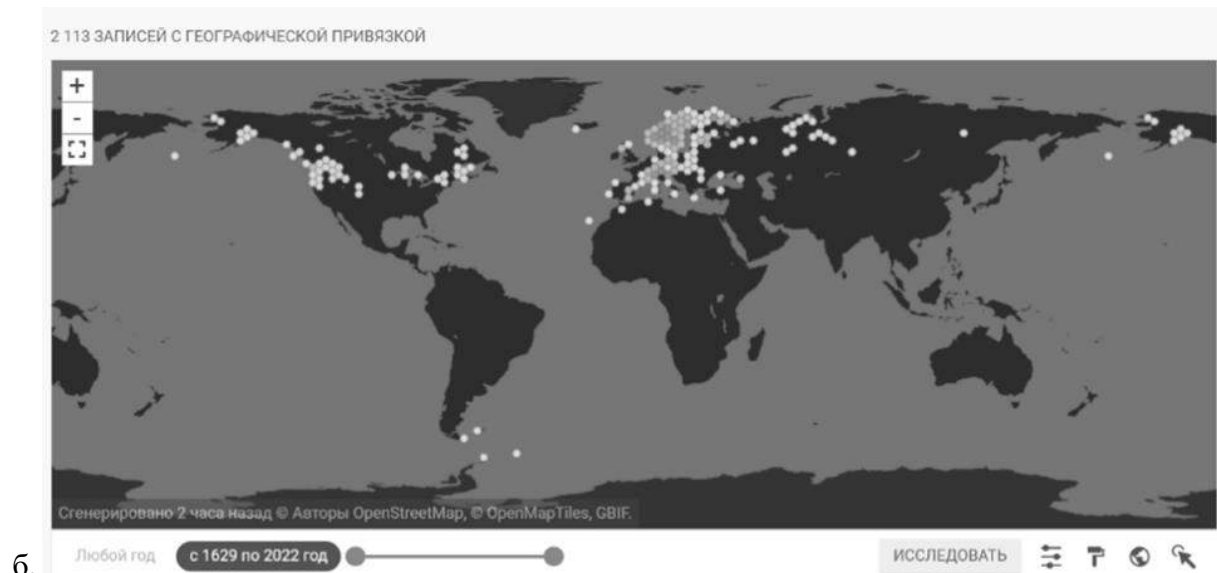 2 113 ЗАПИСЕЙ С ГЕОГРАФИЧЕСКОЙ ПРИВЯЗКОЙ
+
-
Сгенерировано 2 часа назад © Авторы OpenStreetMap, © OpenMapTiles, GBIF.
б. Любой год с 1629 по 2022 год ИССЛЕДОВАТЬ